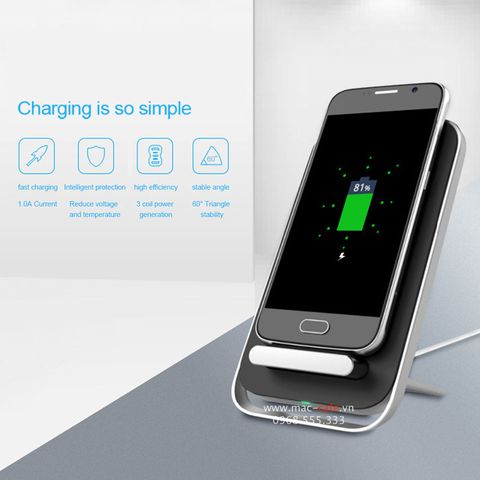 Charging is so simple
fast charging
1.0A Current
Intelligent protection
Reduce voltage
and temperature
high efficiency
3 coil power
generation
60°
stable angle
60° Triangle
stability
81%
www.mac-cafe.vn
0968.555.333